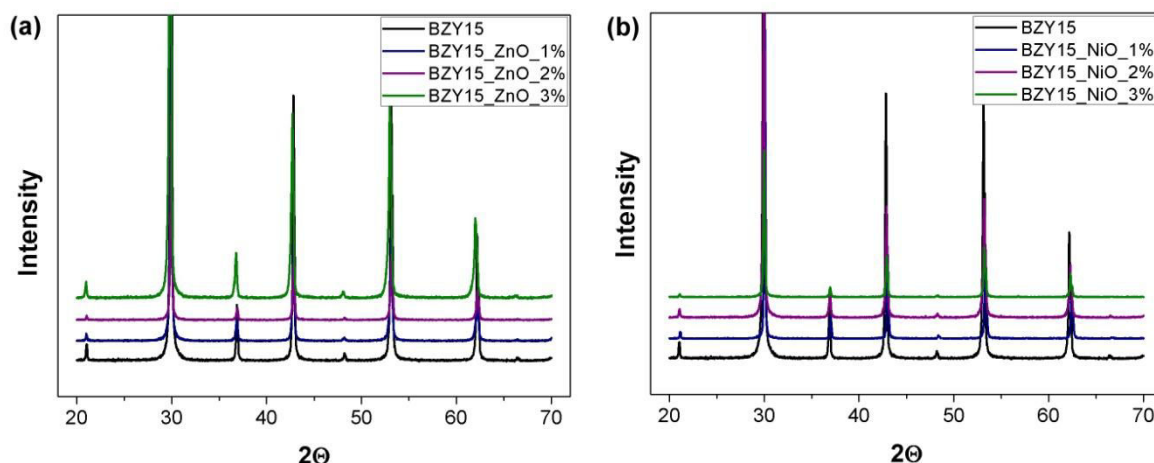 (a)
BZY15
BZY15_ZnO_1%
BZY15_ZnO_2%
BZY15_ZnO_3%
Intensity
20 30 40 50 60 70
2Θ
(b)
BZY15
BZY15_NiO_1%
BZY15_NiO_2%
BZY15_NiO_3%
Intensity
20 30 40 50 60 70
2Θ